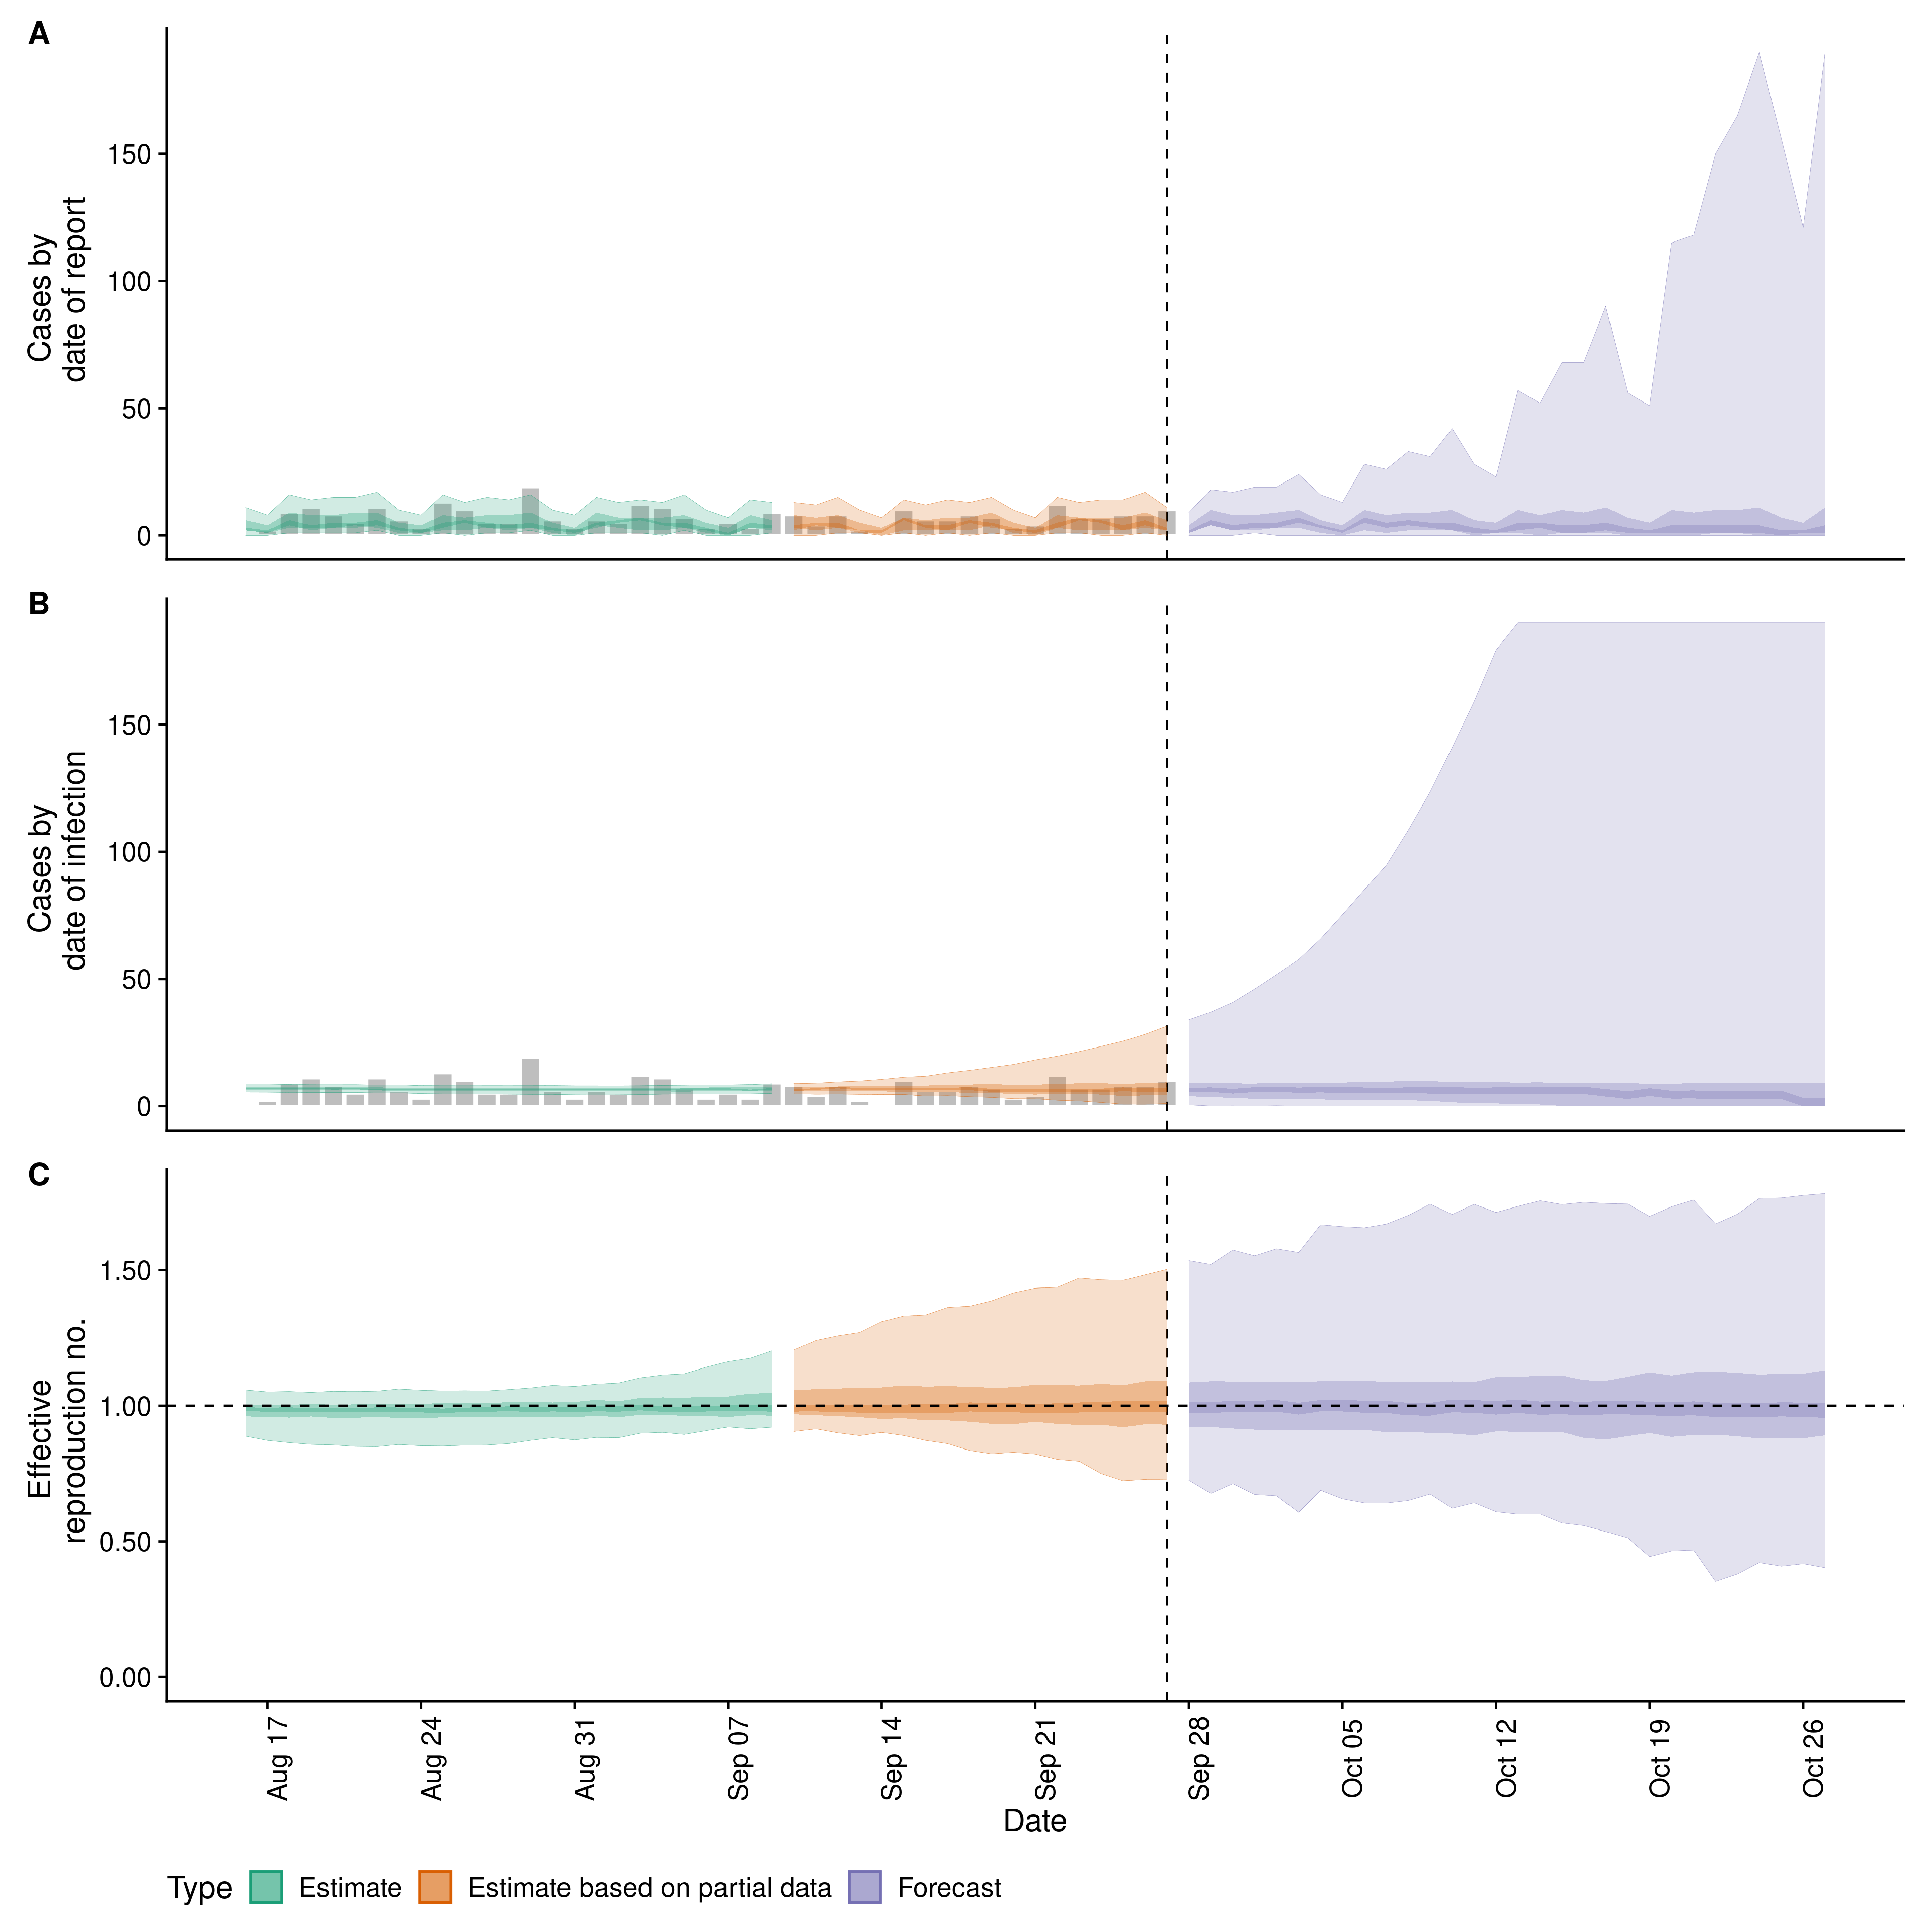 A
Cases by
date of report
150
100
50
0
B
Cases by
date of infection
150
100
50
0
C
Effective
reproduction no.
1.50
1.00
0.50
0.00
Aug 17
Aug 24
Aug 31
Sep 07
Sep 14
Sep 21
Sep 28
Oct 05
Oct 12
Oct 19
Oct 26
Date
Type Estimate Estimate based on partial data Forecast